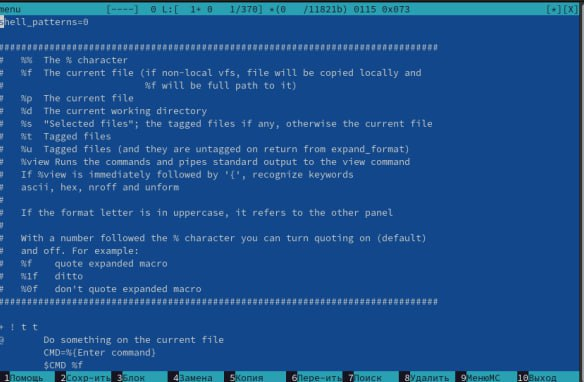 menu [----] 0 L:[ 1+ 0 1/370] *(0 /11821b) 0115 0x073 [*][X]
shell_patterns=0
################################################################################
# %% The % character
# %f The current file (if non-local vfs, file will be copied locally and
# %f will be full path to it)
# %p The current file
# %d The current working directory
# %s "Selected files"; the tagged files if any, otherwise the current file
# %t Tagged files
# %u Tagged files (and they are untagged on return from expand_format)
# %view Runs the commands and pipes standard output to the view command
# If %view is immediately followed by '{', recognize keywords
# ascii, hex, nroff and unform
#
# If the format letter is in uppercase, it refers to the other panel
#
# With a number followed the % character you can turn quoting on (default)
# and off. For example:
# %f quote expanded macro
# %1f ditto
# %0f don't quote expanded macro
################################################################################
+ ! t t
@ Do something on the current file
CMD=%{Enter command}
$CMD %f
1Помощь 2Сохр-ить 3Блок 4Замена 5Копия 6Пере-ить 7Поиск 8Удалить 9МенюMC 10Выход